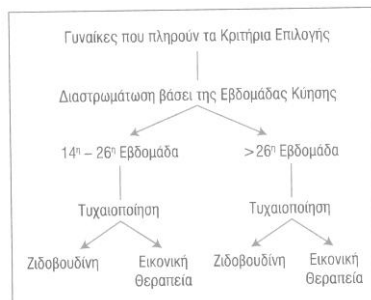 Γυναίκες που πληρούν τα Κριτήρια Επιλογής
Διαστρωμάτωση βάσει της Εβδομάδας Κύησης
14η – 26η Εβδομάδα
>26η Εβδομάδα
Τυχαιοποίηση
Τυχαιοποίηση
Ζιδοβουδίνη
Εικονική
Θεραπεία
Ζιδοβουδίνη
Εικονική
Θεραπεία